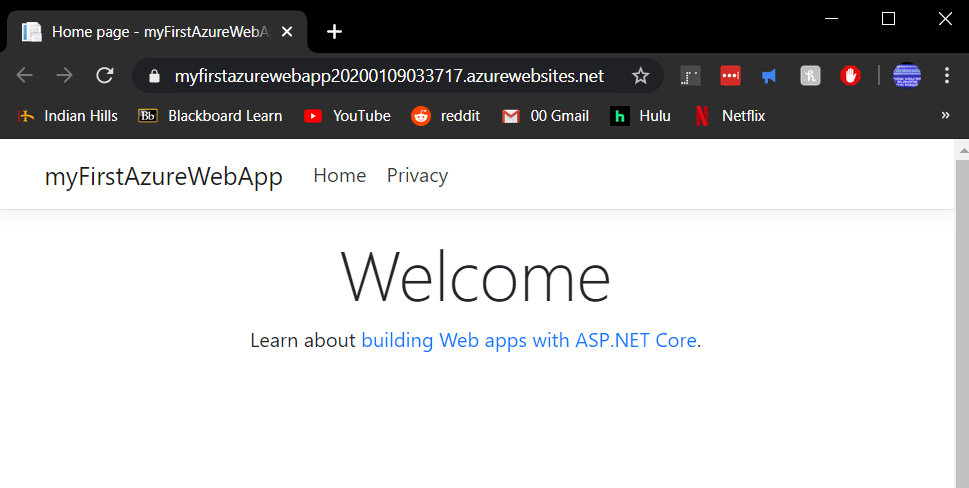 Home page - myFirstAzureWebA
myfirstazurewebapp20200109033717.azurewebsites.net
Indian Hills Bb Blackboard Learn YouTube reddit 00 Gmail h Hulu N Netflix »
myFirstAzureWebApp Home Privacy
Welcome
Learn about building Web apps with ASP.NET Core.